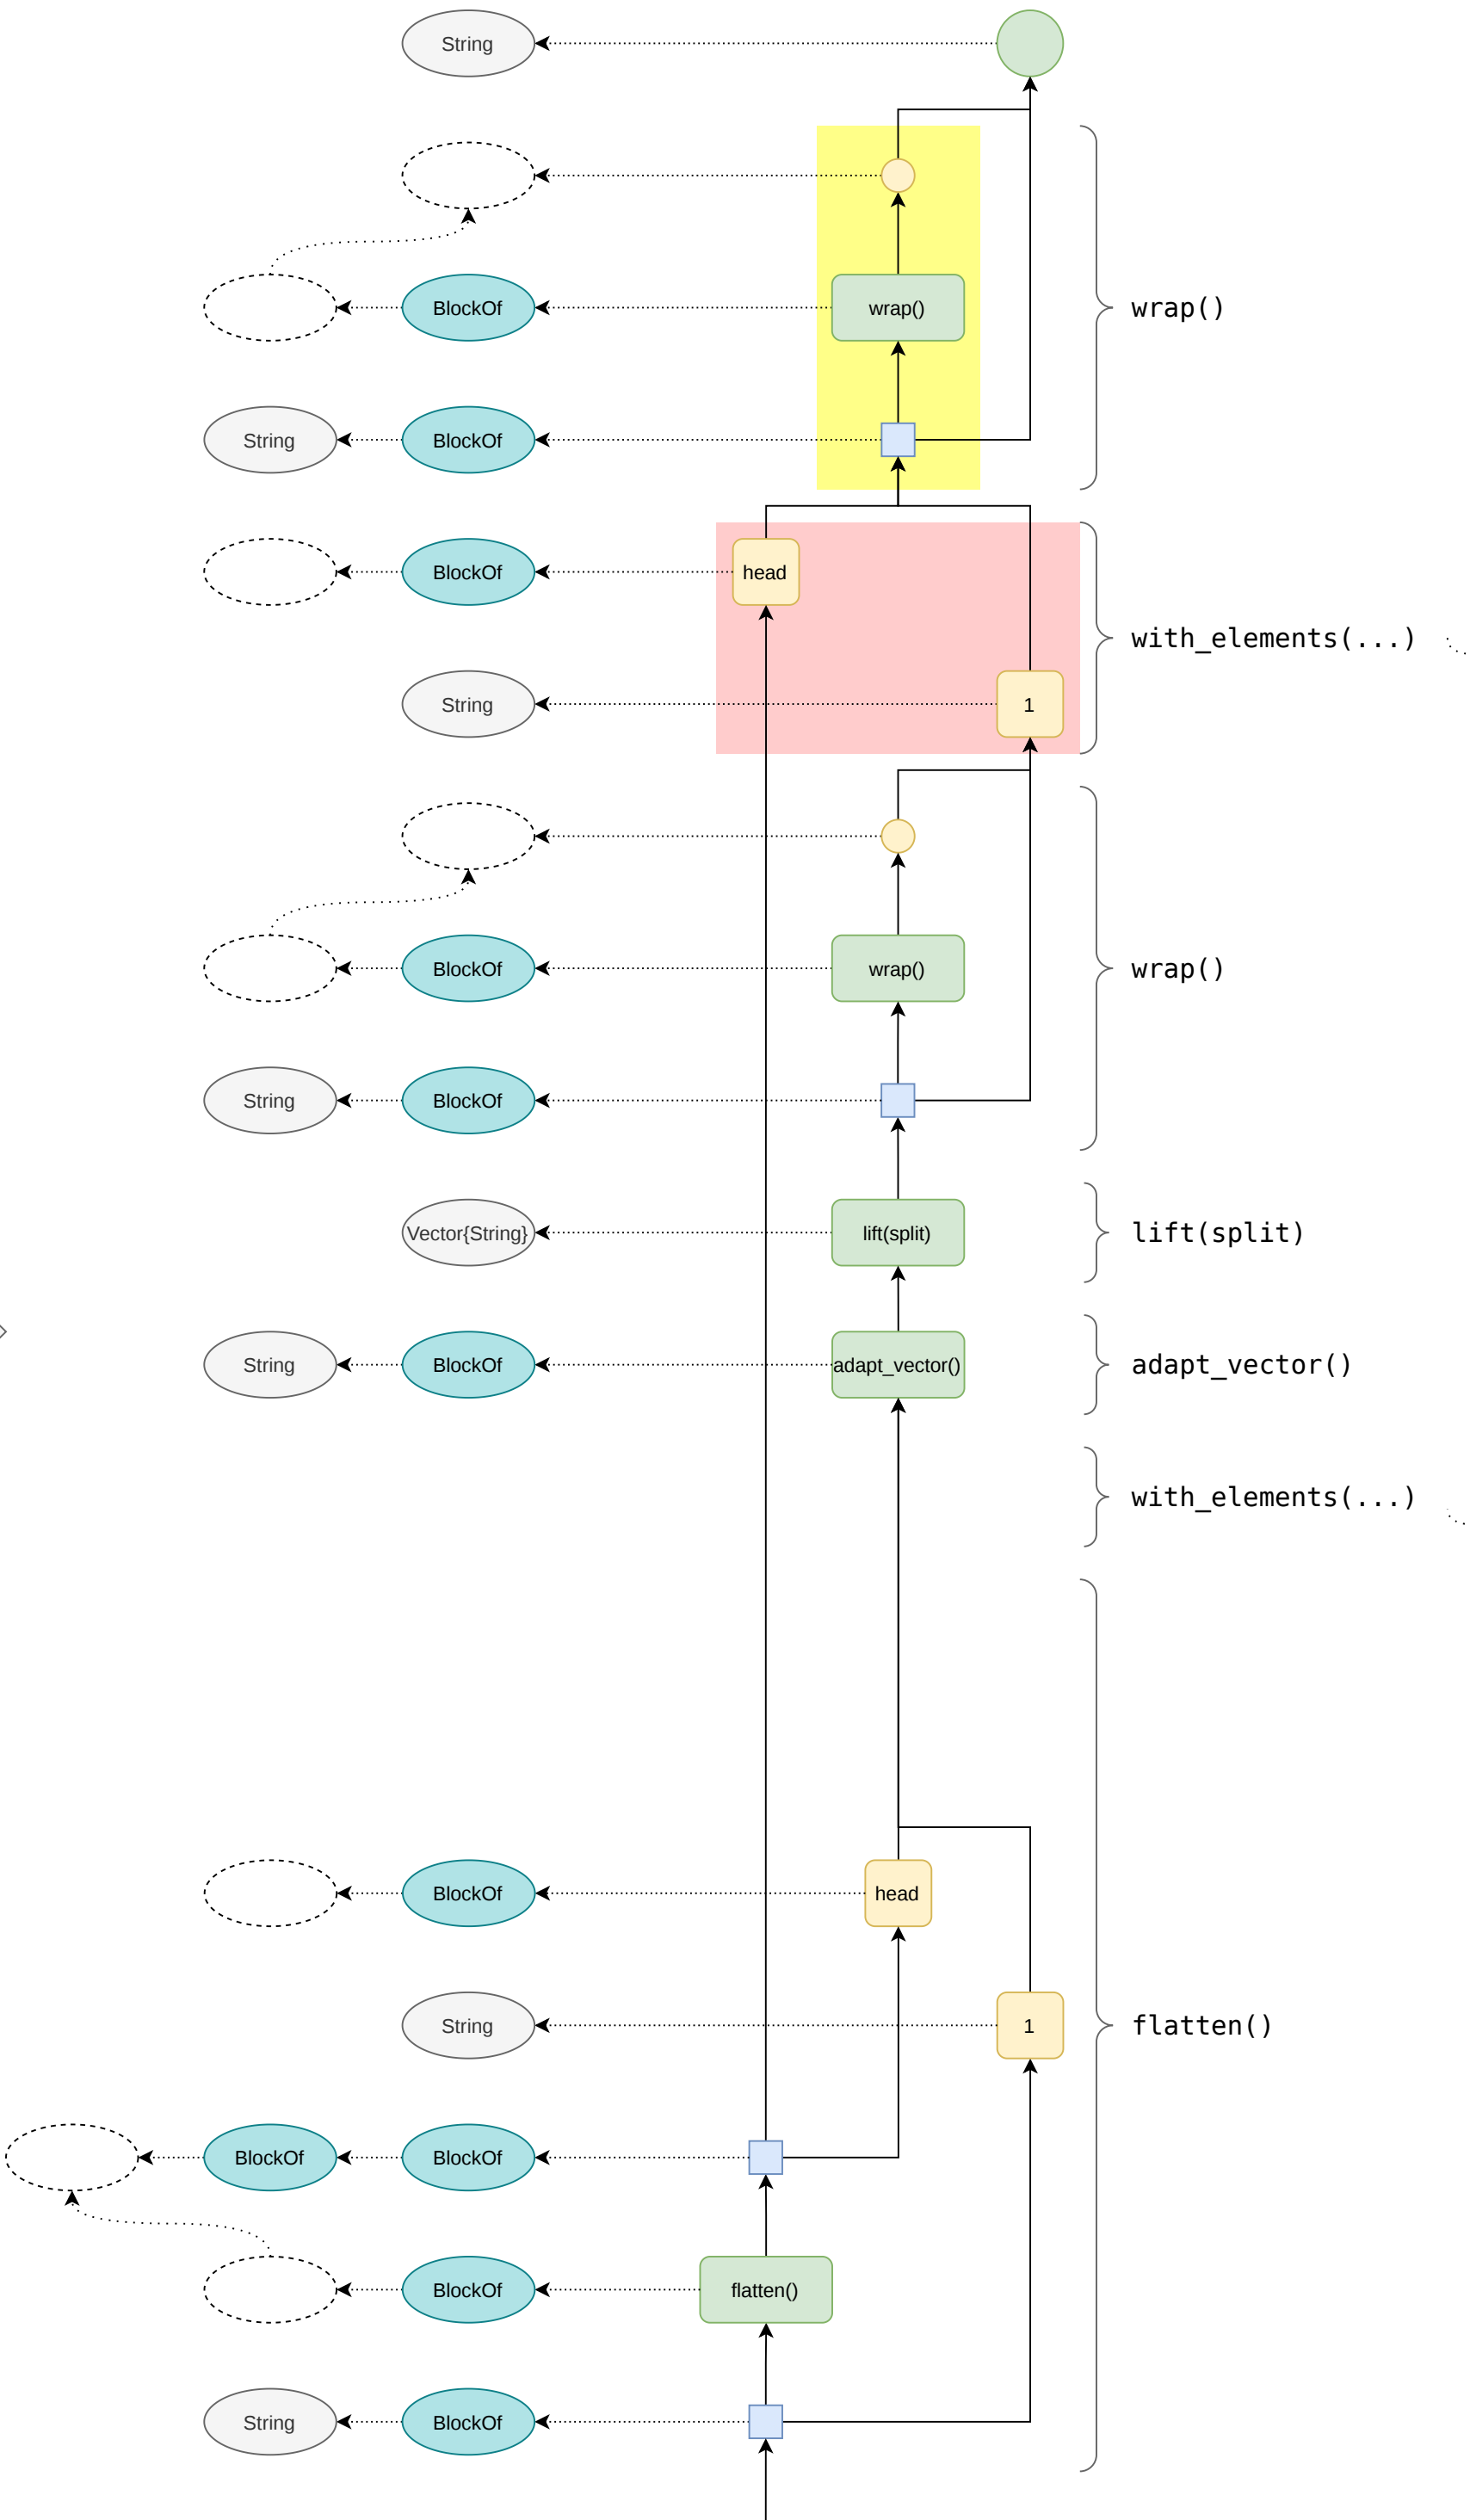 String
BlockOf wrap() wrap()
String BlockOf
BlockOf head
with_elements(...)
String 1
BlockOf wrap() wrap()
String BlockOf
Vector{String} lift(split) lift(split)
String BlockOf adapt_vector() adapt_vector()
with_elements(...)
BlockOf head
String 1 flatten()
BlockOf BlockOf
BlockOf flatten()
String BlockOf